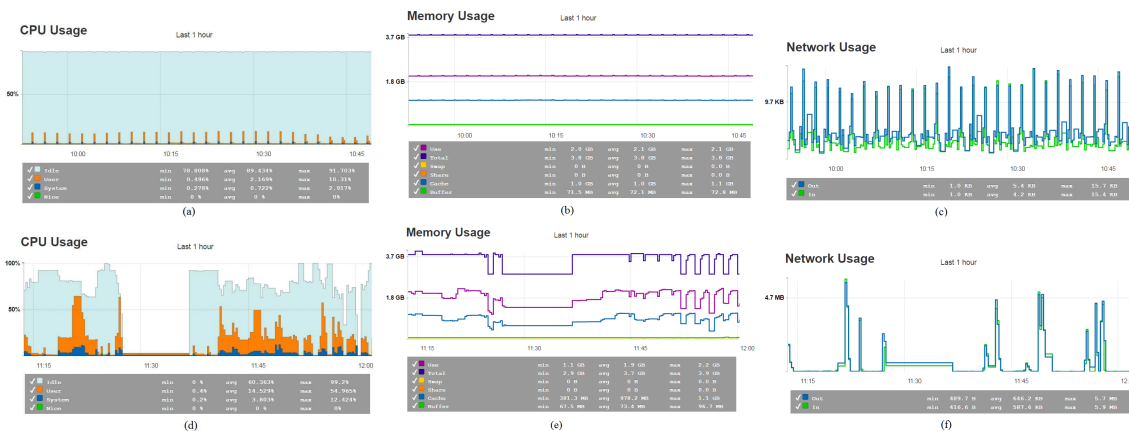 CPU Usage
Last 1 hour
50%
10:00 10:15 10:30 10:45
Idle min 70.008% avg 89.434% max 91.703%
User min 0.496% avg 2.169% max 10.31%
System min 0.278% avg 0.722% max 2.917%
Nice min 0 % avg 0 % max 0%
(a)
Memory Usage
Last 1 hour
3.7 GB
1.8 GB
10:00 10:15 10:30 10:45
Use min 2.0 GB avg 2.1 GB max 2.1 GB
Total min 3.8 GB avg 3.8 GB max 3.8 GB
Swap min 0 B avg 0 B max 0.0 B
Share min 0 B avg 0 B max 0.0 B
Cache min 1.0 GB avg 1.0 GB max 1.1 GB
Buffer min 71.5 MB avg 72.1 MB max 72.8 MB
(b)
Network Usage
Last 1 hour
9.7 KB
10:00 10:15 10:30 10:45
Out min 1.0 KB avg 5.4 KB max 15.7 KB
In min 1.0 KB avg 4.2 KB max 15.4 KB
(c)
CPU Usage
Last 1 hour
100%
50%
11:15 11:30 11:45 12:00
Idle min 0 % avg 60.363% max 99.2%
User min 0.4% avg 14.529% max 54.965%
System min 0.2% avg 3.803% max 12.424%
Nice min 0 % avg 0 % max 0%
(d)
Memory Usage
Last 1 hour
3.7 GB
1.8 GB
11:15 11:30 11:45 12:00
Use min 1.1 GB avg 1.9 GB max 2.2 GB
Total min 2.9 GB avg 3.7 GB max 3.9 GB
Swap min 0 B avg 0 B max 0.0 B
Share min 0 B avg 0 B max 0.0 B
Cache min 381.3 MB avg 978.2 MB max 1.1 GB
Buffer min 67.5 MB avg 73.4 MB max 96.7 MB
(e)
Network Usage
Last 1 hour
4.7 MB
11:15 11:30 11:45 12:0
Out min 489.7 B avg 646.2 KB max 5.7 MB
In min 416.6 B avg 587.6 KB max 5.9 MB
(f)